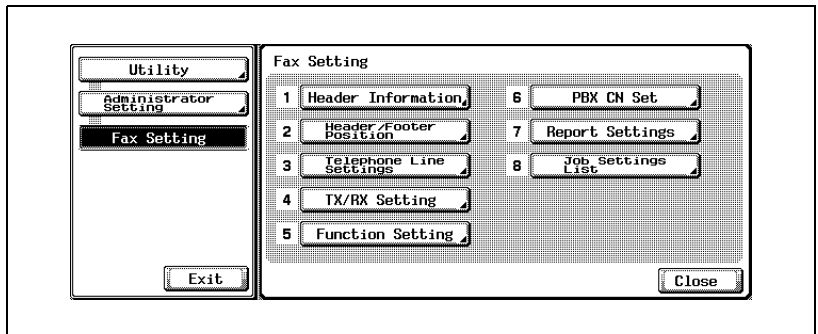 Utility
Administrator
Setting
Fax Setting
Exit
Fax Setting
1 Header Information
2 Header/Footer
Position
3 Telephone Line
Settings
4 TX/RX Setting
5 Function Setting
6 PBX CN Set
7 Report Settings
8 Job Settings
List
Close